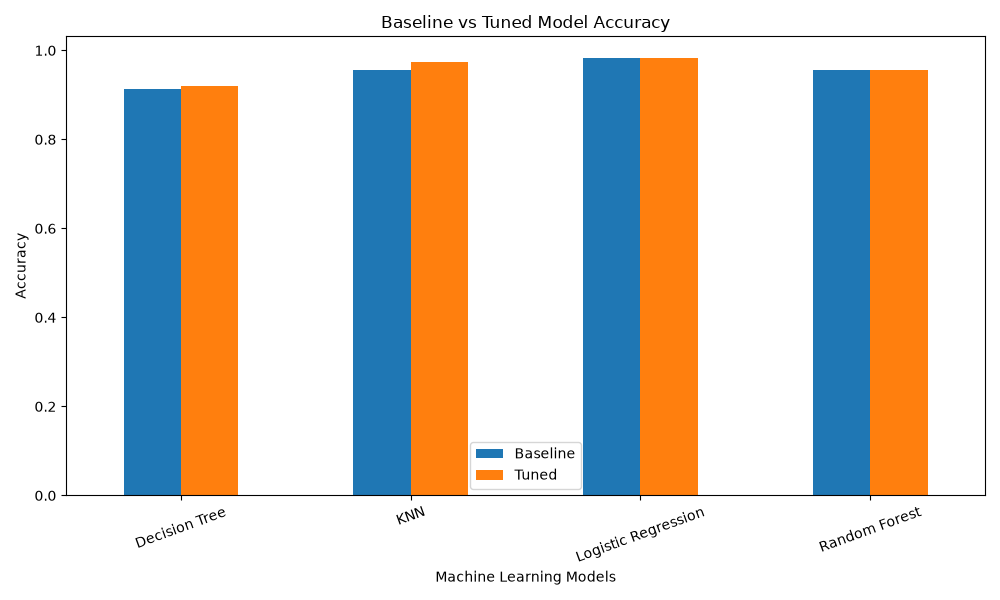 Baseline vs Tuned Model Accuracy
1.0
0.8
0.6
0.4
0.2
0.0
Accuracy
Baseline
Tuned
Decision Tree
KNN
Logistic Regression
Random Forest
Machine Learning Models